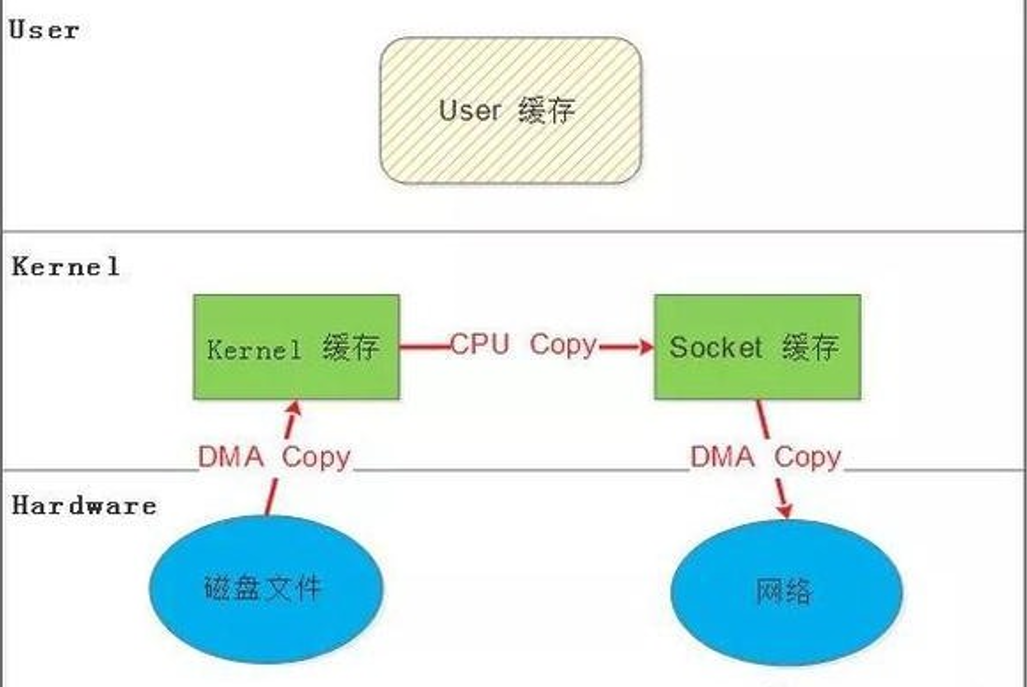 User
User 缓存
Kernel
Kernel 缓存
CPU Copy
Socket 缓存
DMA Copy
DMA Copy
Hardware
磁盘文件
网络